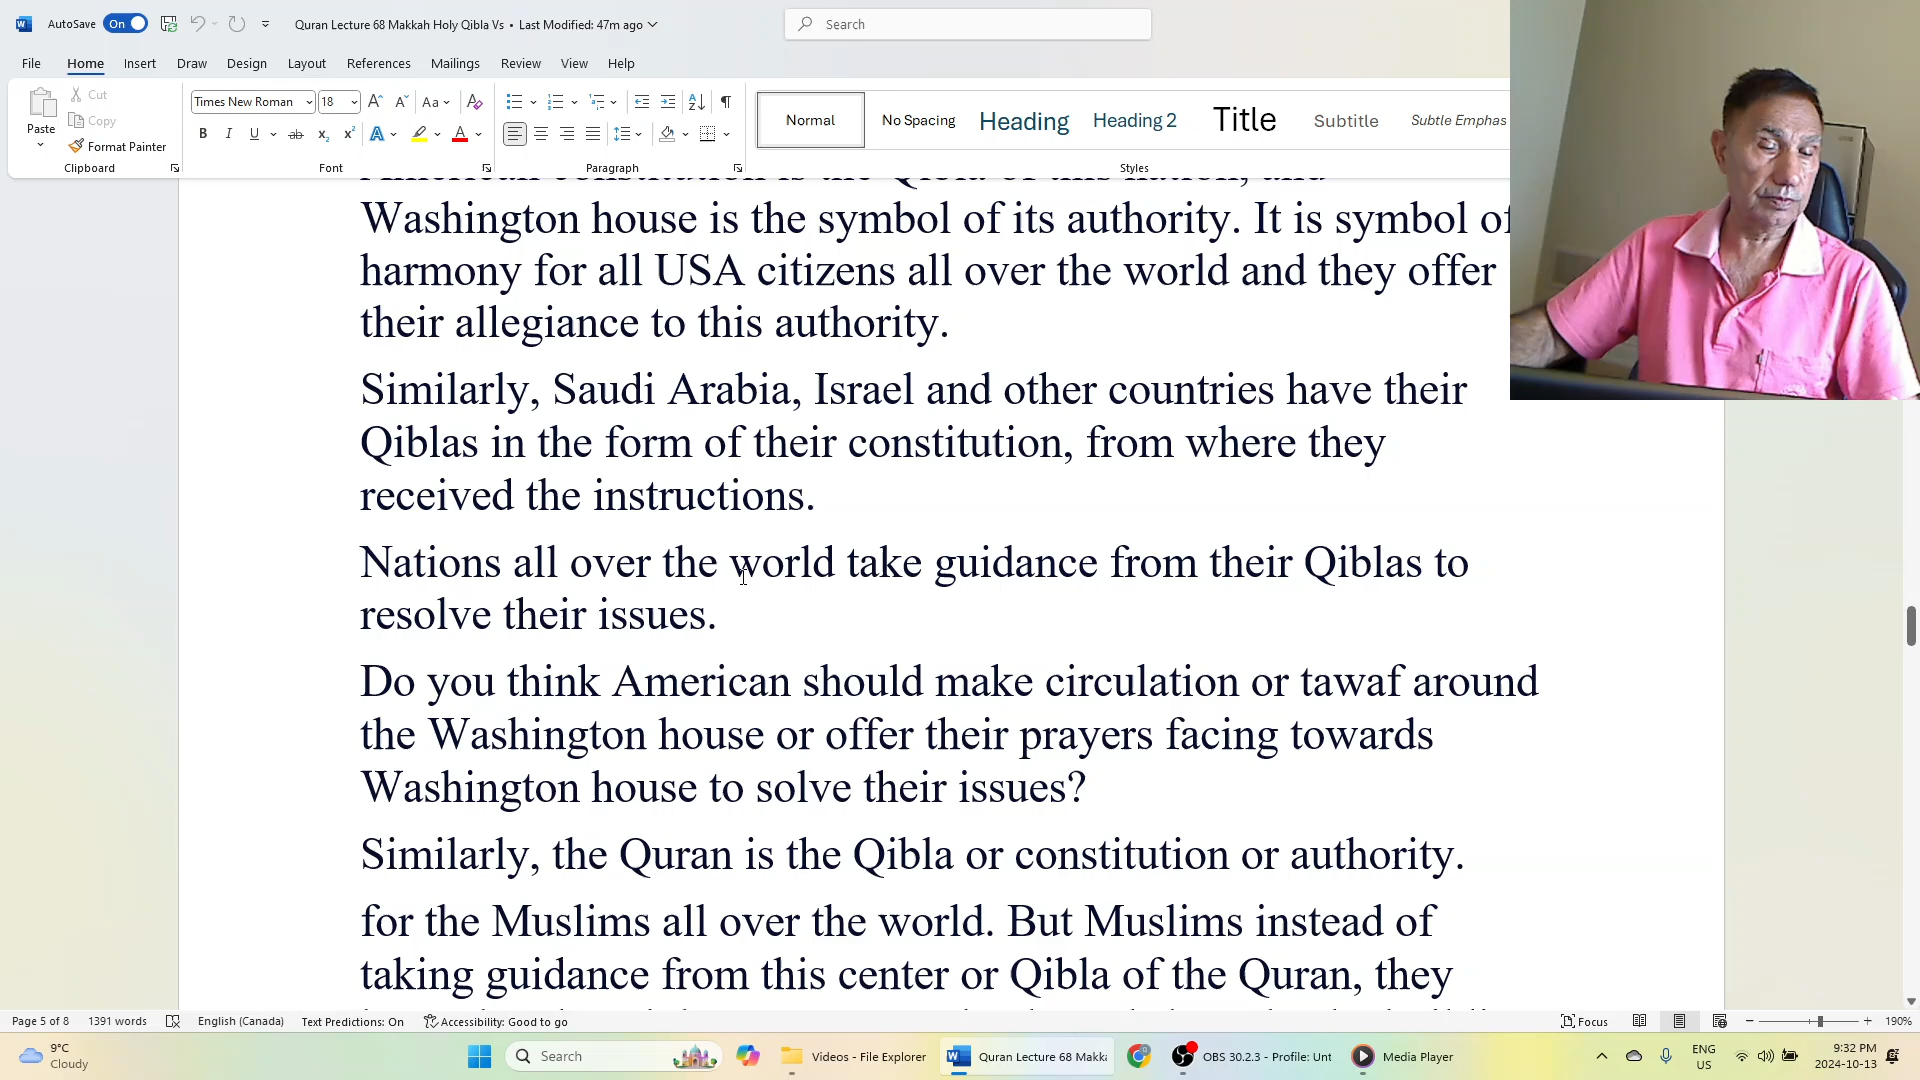 AutoSave On Quran Lecture 68 Makkah Holy Qibla Vs • Last Modified: 47m ago Search
File Home Insert Draw Design Layout References Mailings Review View Help
Times New Roman 18 Aa Normal No Spacing Heading Heading 2 Title Subtitle Subtle Emphas
Paste Cut
Copy
Format Painter
Clipboard Font Paragraph Styles
American constitution is the Qibla of this nation, and
Washington house is the symbol of its authority. It is symbol of
harmony for all USA citizens all over the world and they offer
their allegiance to this authority.
Similarly, Saudi Arabia, Israel and other countries have their
Qiblas in the form of their constitution, from where they
received the instructions.
Nations all over the world take guidance from their Qiblas to
resolve their issues.
Do you think American should make circulation or tawaf around
the Washington house or offer their prayers facing towards
Washington house to solve their issues?
Similarly, the Quran is the Qibla or constitution or authority.
for the Muslims all over the world. But Muslims instead of
taking guidance from this center or Qibla of the Quran, they
Page 5 of 8 1391 words English (Canada) Text Predictions: On Accessibility: Good to go Focus 190%
9°C
Cloudy
Search Videos - File Explorer Quran Lecture 68 Makka OBS 30.2.3 - Profile: Unt Media Player
ENG
US
9:32 PM
2024-10-13